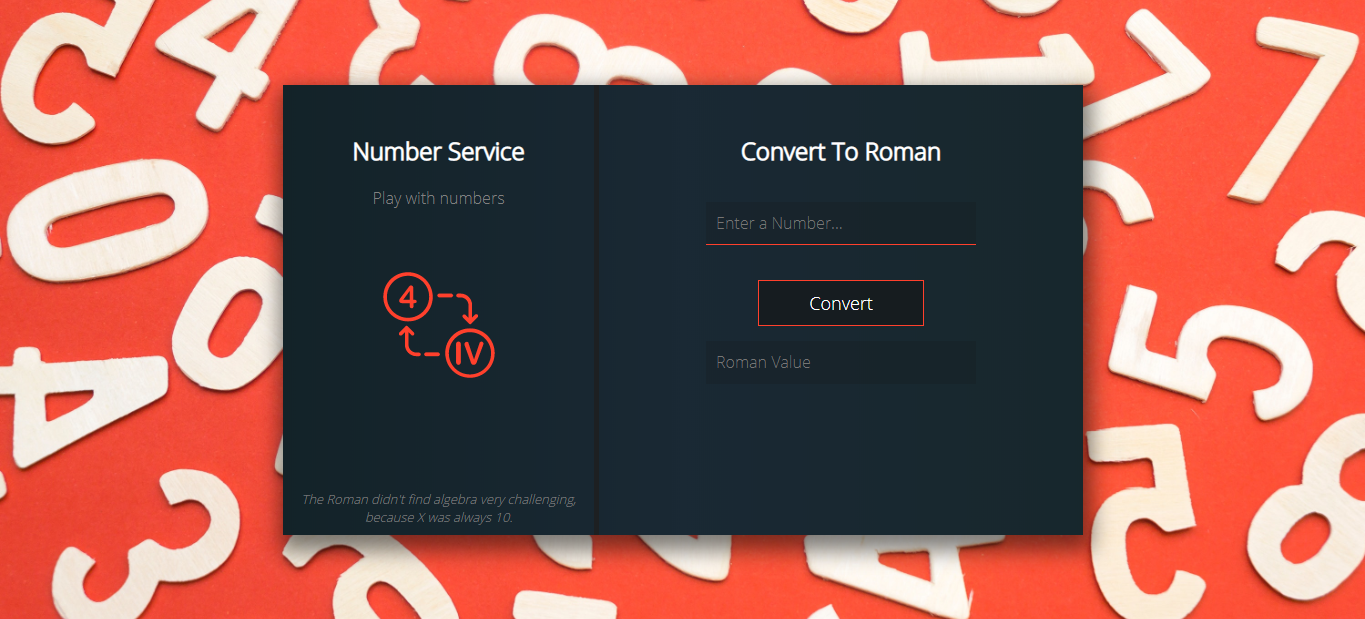 Number Service
Play with numbers
4
IV
The Roman didn't find algebra very challenging,
because X was always 10.
Convert To Roman
Enter a Number...
Convert
Roman Value